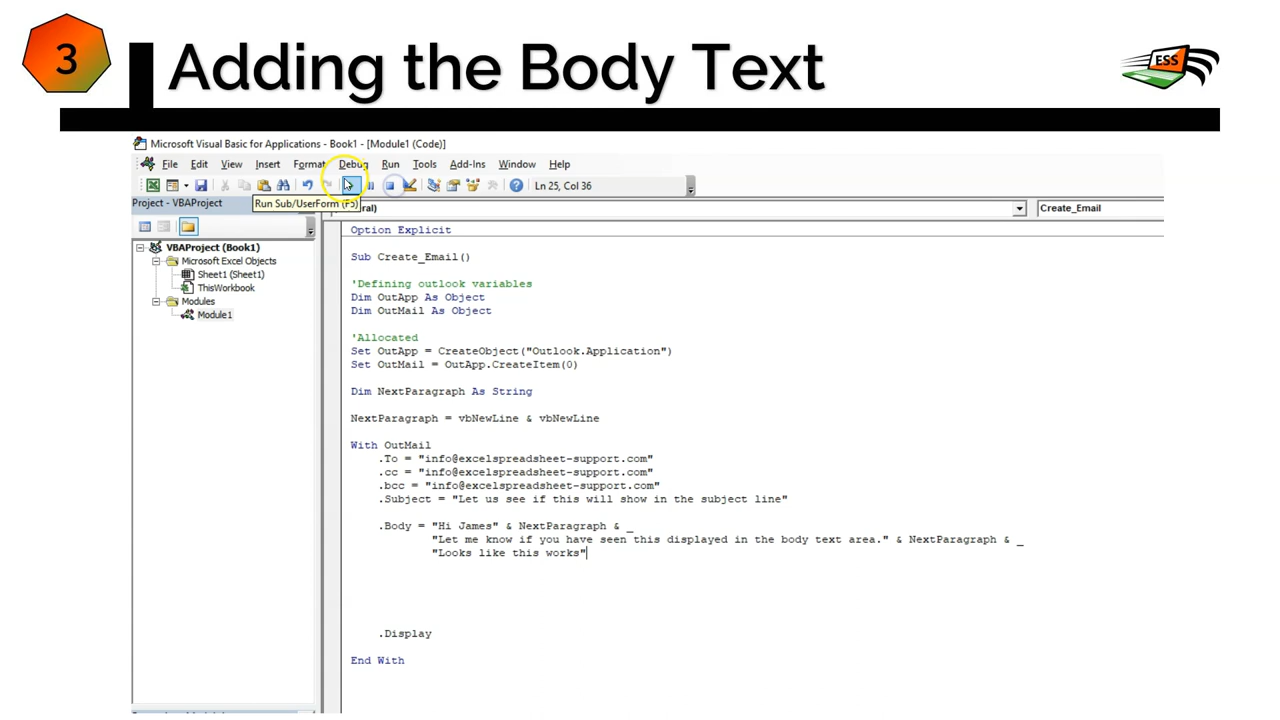 3
Adding the Body Text
ESS
Microsoft Visual Basic for Applications - Book1 - [Module1 (Code)]
File Edit View Insert Format Debug Run Tools Add-Ins Window Help
Ln 25, Col 36
Project - VBAProject
Run Sub/UserForm (F5)
eral)
Create_Email
VBAProject (Book1)
Microsoft Excel Objects
Sheet1 (Sheet1)
ThisWorkbook
Modules
Module1
Option Explicit
Sub Create_Email()
'Defining outlook variables
Dim OutApp As Object
Dim OutMail As Object
'Allocated
Set OutApp = CreateObject("Outlook.Application")
Set OutMail = OutApp.CreateItem(0)
Dim NextParagraph As String
NextParagraph = vbNewLine & vbNewLine
With OutMail
.To = "info@excelspreadsheet-support.com"
.cc = "info@excelspreadsheet-support.com"
.bcc = "info@excelspreadsheet-support.com"
.Subject = "Let us see if this will show in the subject line"
.Body = "Hi James" & NextParagraph & _
"Let me know if you have seen this displayed in the body text area." & NextParagraph & _
"Looks like this works"
.Display
End With